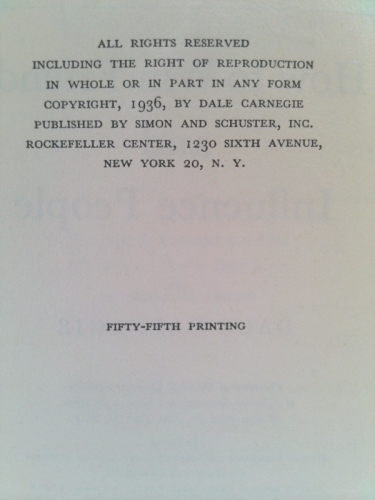 ALL RIGHTS RESERVED
INCLUDING THE RIGHT OF REPRODUCTION
IN WHOLE OR IN PART IN ANY FORM
COPYRIGHT, 1936, BY DALE CARNEGIE
PUBLISHED BY SIMON AND SCHUSTER, INC.
ROCKEFELLER CENTER, 1230 SIXTH AVENUE,
NEW YORK 20, N. Y.
Influence People
FIFTY-FIFTH PRINTING